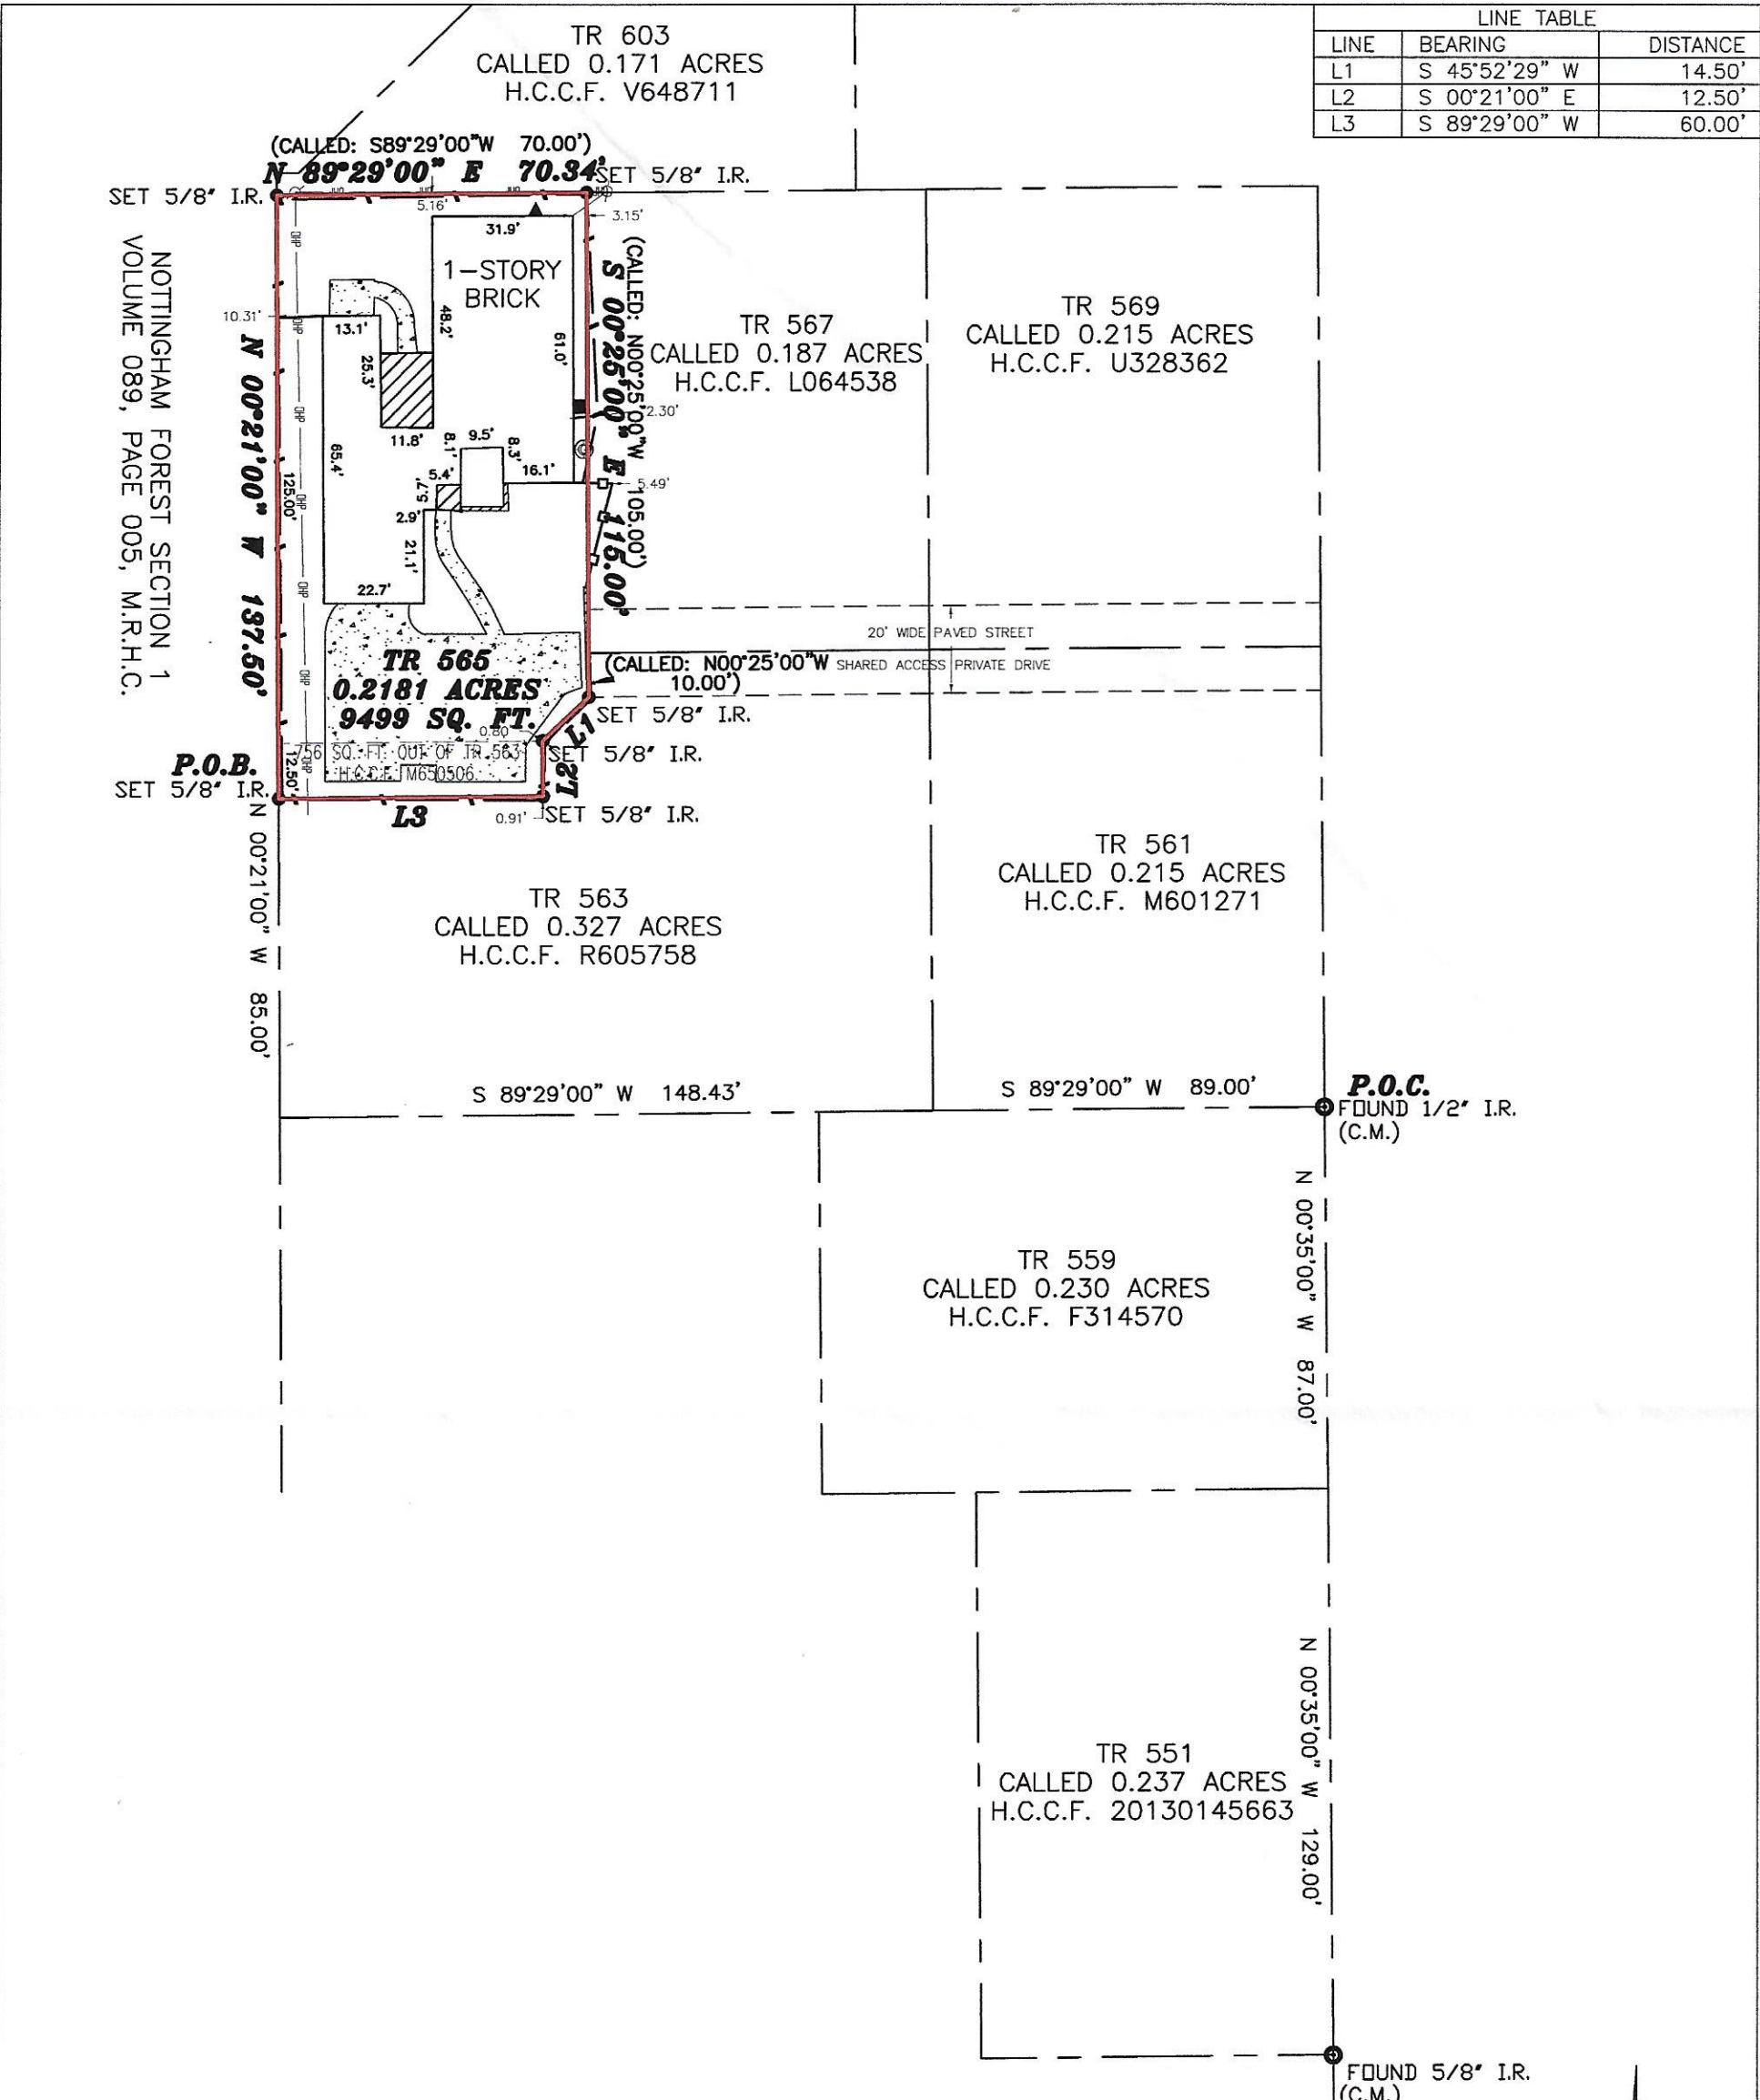 LINE TABLE
LINE BEARING DISTANCE
L1 S 45°52'29" W 14.50'
L2 S 00°21'00" E 12.50'
L3 S 89°29'00" W 60.00'
TR 603
CALLED 0.171 ACRES
H.C.C.F. V648711
(CALLED: S89°29'00"W 70.00')
N 89°29'00" E 70.34'
SET 5/8" I.R.
SET 5/8" I.R.
5.16'
3.15'
31.9'
1-STORY
BRICK
48.2'
61.0'
10.31'
13.1'
25.3'
11.8'
8.1'
9.5'
8.3'
16.1'
5.4'
5.7'
2.9'
21.1'
65.4'
22.7'
2.30'
5.49'
OHP
OHP
OHP
OHP
OHP
OHP
OHP
125.00'
12.50'
NOTTINGHAM FOREST SECTION 1
VOLUME 089, PAGE 005, M.R.H.C.
N 00°21'00" W 137.50'
(CALLED: N00°25'00"W 105.00')
S 00°25'00" E 115.00'
TR 567
CALLED 0.187 ACRES
H.C.C.F. L064538
TR 569
CALLED 0.215 ACRES
H.C.C.F. U328362
20' WIDE PAVED STREET
SHARED ACCESS PRIVATE DRIVE
(CALLED: N00°25'00"W
10.00')
TR 565
0.2181 ACRES
9499 SQ. FT.
SET 5/8" I.R.
L1
0.80'
756 SQ. FT. OUT OF TR 563
H.C.C.F. M650506
SET 5/8" I.R.
L2
P.O.B.
SET 5/8" I.R.
L3
0.91'
SET 5/8" I.R.
N 00°21'00" W 85.00'
TR 563
CALLED 0.327 ACRES
H.C.C.F. R605758
TR 561
CALLED 0.215 ACRES
H.C.C.F. M601271
S 89°29'00" W 148.43'
S 89°29'00" W 89.00'
P.O.C.
FOUND 1/2" I.R.
(C.M.)
N 00°35'00" W 87.00'
TR 559
CALLED 0.230 ACRES
H.C.C.F. F314570
TR 551
CALLED 0.237 ACRES
H.C.C.F. 20130145663
N 00°35'00" W 129.00'
FOUND 5/8" I.R.
(C.M.)